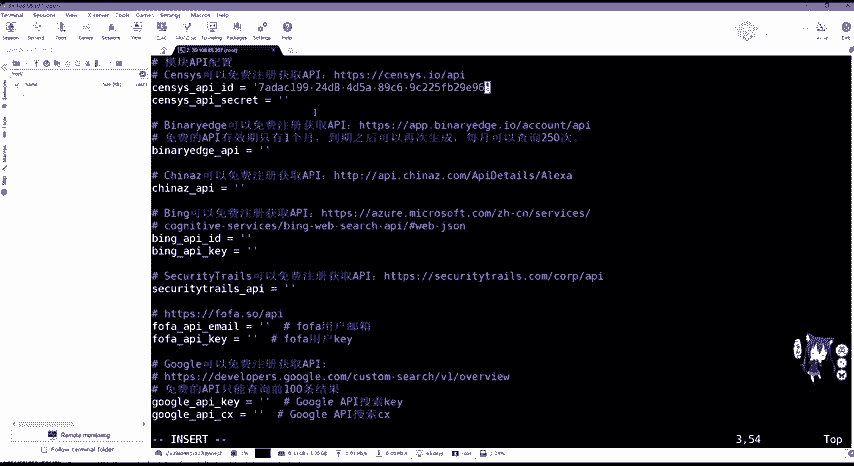 Terminal Sessions View X server Tools Games Settings Macros Help
Session Servers Tools Games Sessions View Split Tunneling Packages Settings Help
Exit
# 模块API配置
# Censys可以免费注册获取API：https://censys.io/api
censys_api_id = '7adac199-24d8-4d5a-89c6-9c225fb29e96'
censys_api_secret = ''
# Binaryedge可以免费注册获取API：https://app.binaryedge.io/account/api
# 免费的API有效期只有1个月，到期之后可以再次生成，每月可以查询250次。
binaryedge_api = ''
# Chinaz可以免费注册获取API：http://api.chinaz.com/ApiDetails/Alexa
chinaz_api = ''
# Bing可以免费注册获取API：https://azure.microsoft.com/zh-cn/services/
# cognitive-services/bing-web-search-api/#web-json
bing_api_id = ''
bing_api_key = ''
# SecurityTrails可以免费注册获取API：https://securitytrails.com/corp/api
securitytrails_api = ''
# https://fofa.so/api
fofa_api_email = ''  # fofa用户邮箱
fofa_api_key = ''  # fofa用户key
# Google可以免费注册获取API:
# https://developers.google.com/custom-search/v1/overview
# 免费的API只能查询前100条结果
google_api_key = ''  # Google API搜索key
google_api_cx = ''  # Google API搜索cx
-- INSERT -- 3,54 Top
Remote monitoring
Follow terminal folder